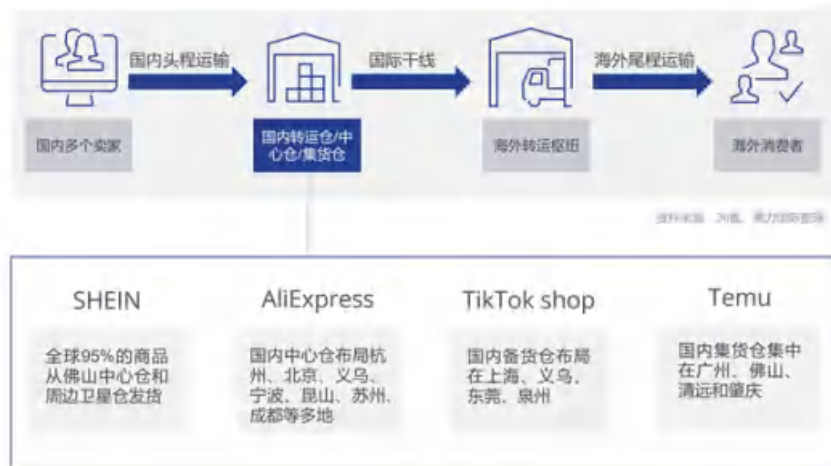 国内头程运输
国际干线
海外尾程运输
国内多个卖家
国内转运仓/中
心仓/集货仓
海外转运枢纽
海外消费者
SHEIN
全球95%的商品
从佛山中心仓和
周边卫星仓发货
AliExpress
国内中心仓布局杭
州、北京、义乌、
宁波、昆山、苏州、
成都等多地
TikTok shop
国内备货仓布局
在上海、义乌、
东莞、泉州
Temu
国内集货仓集中
在广州、佛山、
清远和肇庆